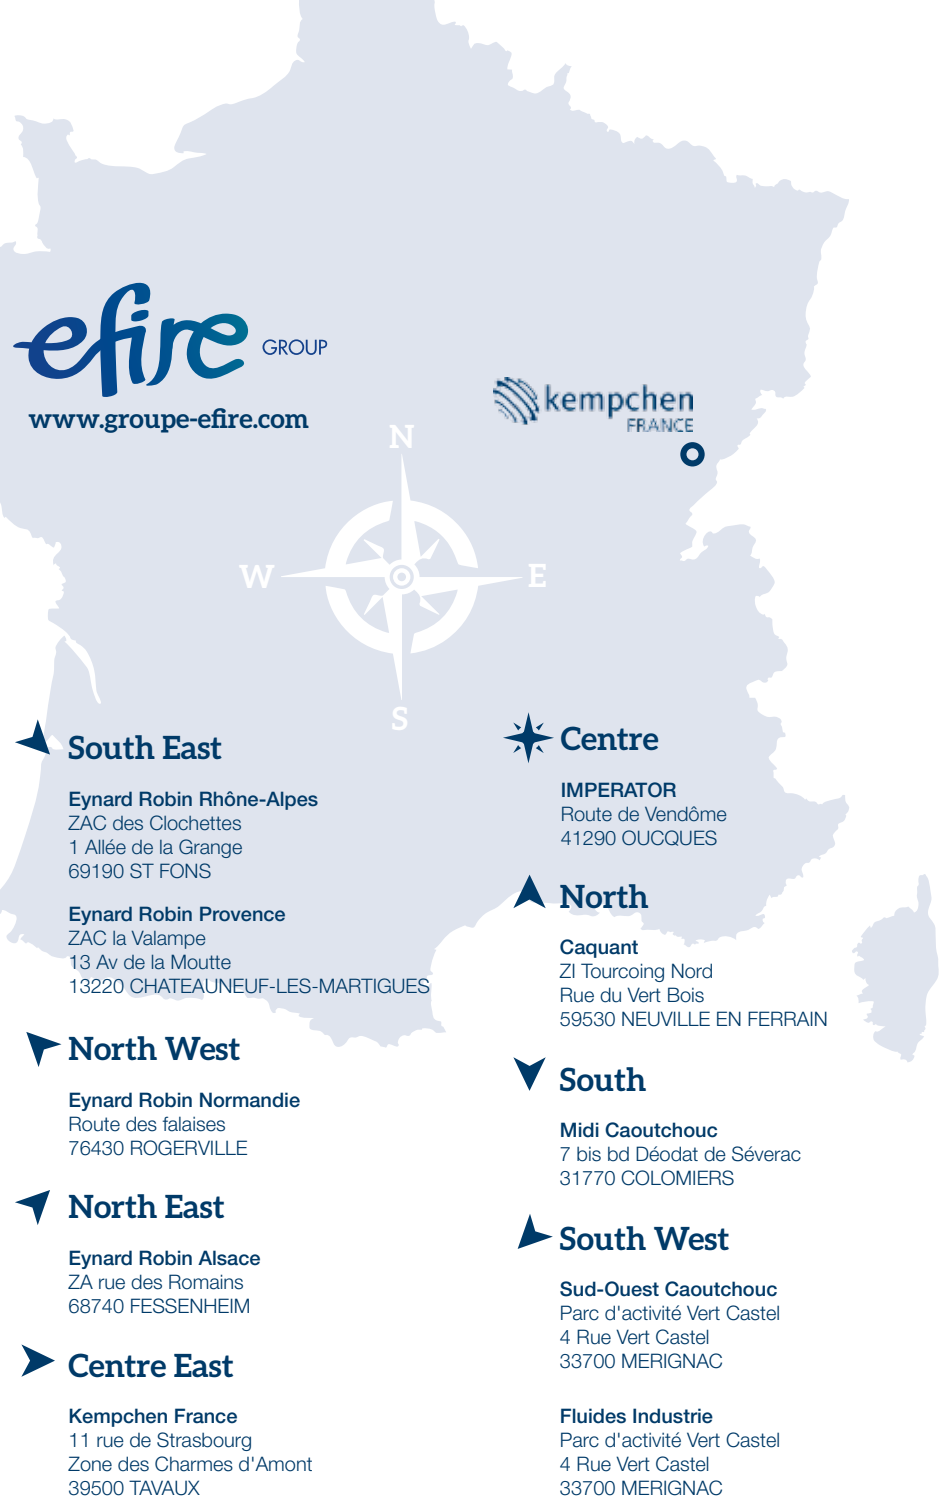 efire GROUP
www.groupe-efire.com
kempchen
FRANCE
N
W
E
S
South East
Eynard Robin Rhône-Alpes
ZAC des Clochettes
1 Allée de la Grange
69190 ST FONS
Eynard Robin Provence
ZAC la Valampe
13 Av de la Moutte
13220 CHATEAUNEUF-LES-MARTIGUES
North West
Eynard Robin Normandie
Route des falaises
76430 ROGERVILLE
North East
Eynard Robin Alsace
ZA rue des Romains
68740 FESSENHEIM
Centre East
Kempchen France
11 rue de Strasbourg
Zone des Charmes d'Amont
39500 TAVAUX
Centre
IMPERATOR
Route de Vendôme
41290 OUCQUES
North
Caquant
ZI Tourcoing Nord
Rue du Vert Bois
59530 NEUVILLE EN FERRAIN
South
Midi Caoutchouc
7 bis bd Déodat de Séverac
31770 COLOMIERS
South West
Sud-Ouest Caoutchouc
Parc d'activité Vert Castel
4 Rue Vert Castel
33700 MERIGNAC
Fluides Industrie
Parc d'activité Vert Castel
4 Rue Vert Castel
33700 MERIGNAC